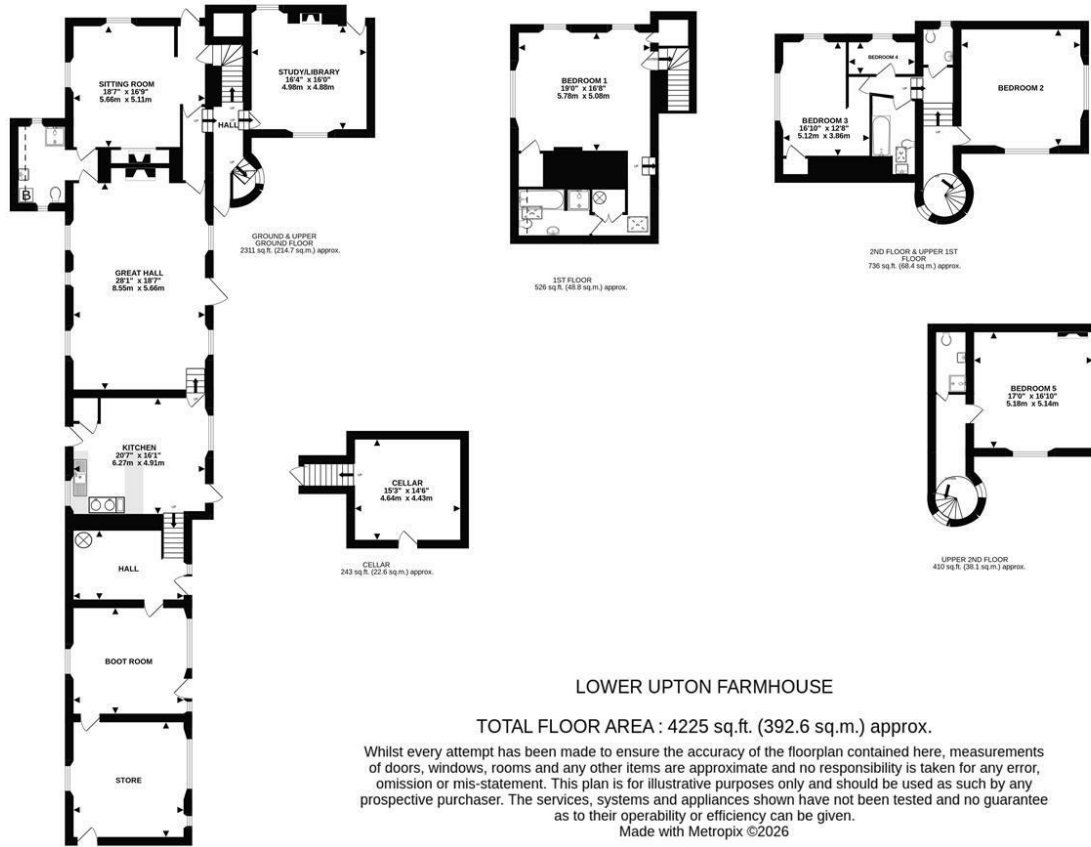 SITTING ROOM
18'7" x 16'9"
5.66m x 5.11m
STUDY/LIBRARY
16'4" x 16'0"
4.98m x 4.88m
HALL
UP
UP
B
GREAT HALL
28'1" x 18'7"
8.55m x 5.66m
GROUND & UPPER
GROUND FLOOR
2311 sq.ft. (214.7 sq.m.) approx.
UP
KITCHEN
20'7" x 16'1"
6.27m x 4.91m
UP
HALL
BOOT ROOM
STORE
BEDROOM 1
19'0" x 16'8"
5.78m x 5.08m
UP
1ST FLOOR
526 sq.ft. (48.8 sq.m.) approx.
BEDROOM 4
BEDROOM 3
16'10" x 12'8"
5.12m x 3.86m
UP
BEDROOM 2
2ND FLOOR & UPPER 1ST
FLOOR
736 sq.ft. (68.4 sq.m.) approx.
CELLAR
15'3" x 14'6"
4.64m x 4.43m
UP
CELLAR
243 sq.ft. (22.6 sq.m.) approx.
BEDROOM 5
17'0" x 16'10"
5.18m x 5.14m
UPPER 2ND FLOOR
410 sq.ft. (38.1 sq.m.) approx.
LOWER UPTON FARMHOUSE
TOTAL FLOOR AREA : 4225 sq.ft. (392.6 sq.m.) approx.
Whilst every attempt has been made to ensure the accuracy of the floorplan contained here, measurements
of doors, windows, rooms and any other items are approximate and no responsibility is taken for any error,
omission or mis-statement. This plan is for illustrative purposes only and should be used as such by any
prospective purchaser. The services, systems and appliances shown have not been tested and no guarantee
as to their operability or efficiency can be given.
Made with Metropix ©2026